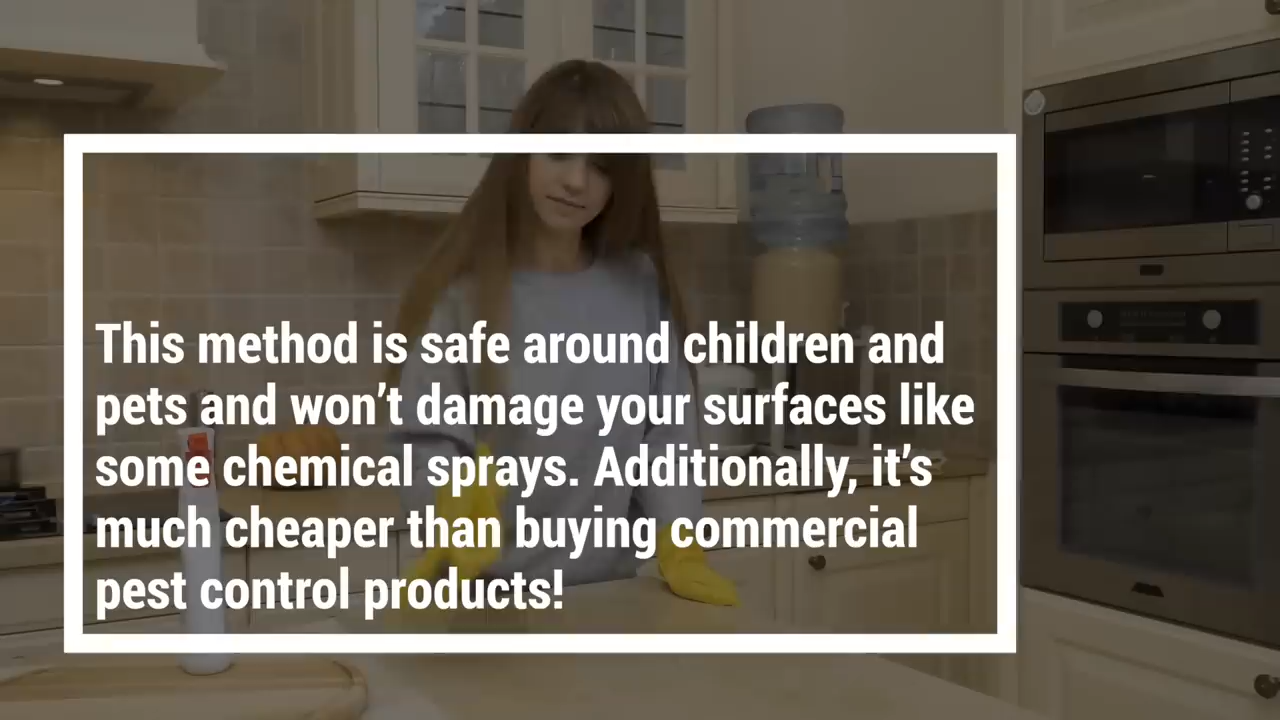 This method is safe around children and
pets and won’t damage your surfaces like
some chemical sprays. Additionally, it’s
much cheaper than buying commercial
pest control products!